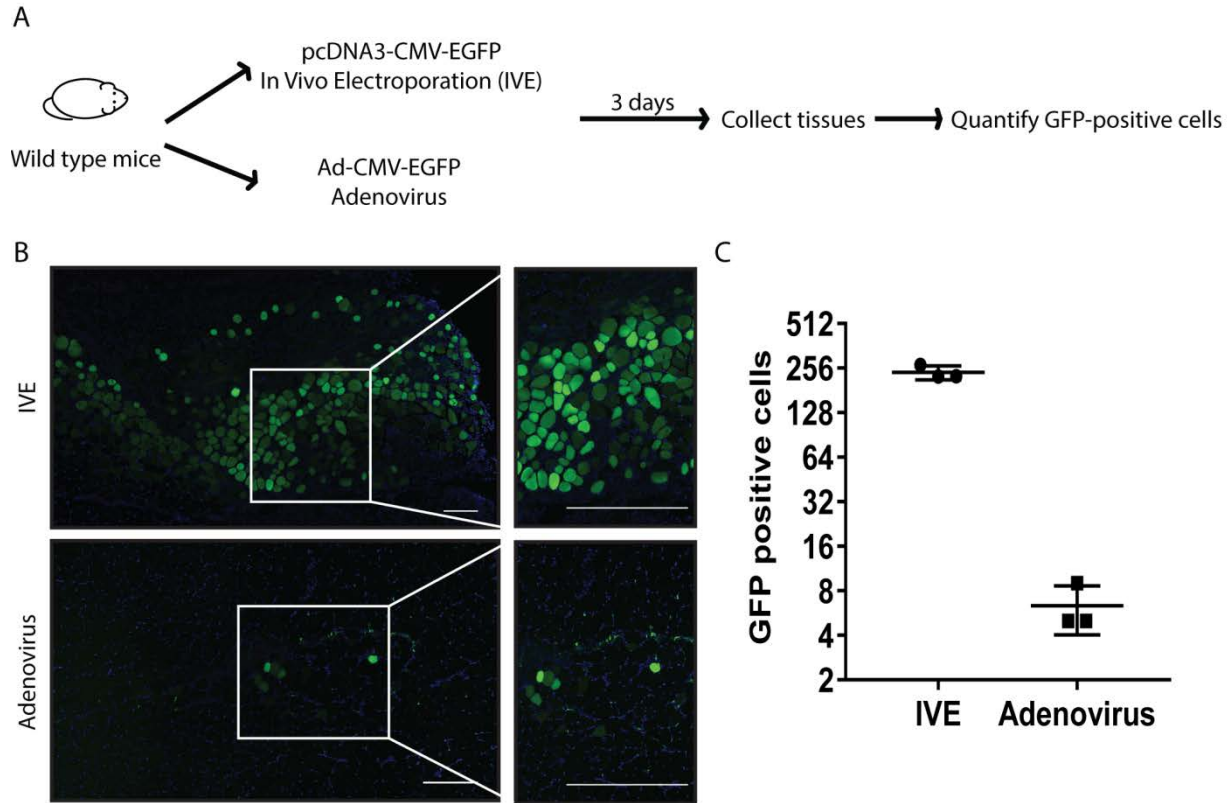 A
pcDNA3-CMV-EGFP
In Vivo Electroporation (IVE)
Wild type mice
Ad-CMV-EGFP
Adenovirus
3 days
Collect tissues
Quantify GFP-positive cells
B
IVE
Adenovirus
C
GFP positive cells
512
256
128
64
32
16
8
4
2
IVE Adenovirus